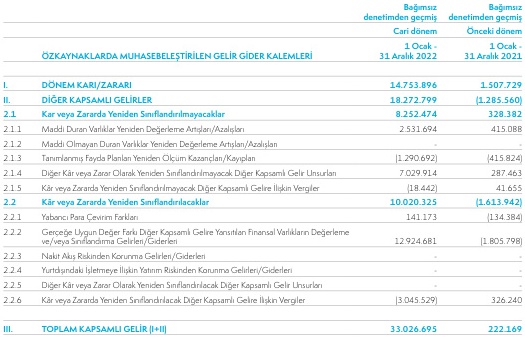 Bağımsız Bağımsız
denetimden geçmiş denetimden geçmiş
Cari dönem Önceki dönem
1 Ocak - 1 Ocak -
ÖZKAYNAKLARDA MUHASEBELEŞTİRİLEN GELİR GİDER KALEMLERİ 31 Aralık 2022 31 Aralık 2021
I. DÖNEM KARI/ZARARI 14.753.896 1.507.729
II. DİĞER KAPSAMLI GELİRLER 18.272.799 (1.285.560)
2.1 Kar veya Zararda Yeniden Sınıflandırılmayacaklar 8.252.474 328.382
2.1.1 Maddi Duran Varlıklar Yeniden Değerleme Artışları/Azalışları 2.531.694 415.088
2.1.2 Maddi Olmayan Duran Varlıklar Yeniden Değerleme Artışları/Azalışları - -
2.1.3 Tanımlanmış Fayda Planları Yeniden Ölçüm Kazançları/Kayıpları (1.290.692) (415.824)
2.1.4 Diğer Kâr veya Zarar Olarak Yeniden Sınıflandırılmayacak Diğer Kapsamlı Gelir Unsurları 7.029.914 287.463
2.1.5 Kâr veya Zararda Yeniden Sınıflandırılmayacak Diğer Kapsamlı Gelire İlişkin Vergiler (18.442) 41.655
2.2 Kâr veya Zararda Yeniden Sınıflandırılacaklar 10.020.325 (1.613.942)
2.2.1 Yabancı Para Çevirim Farkları 141.173 (134.384)
2.2.2 Gerçeğe Uygun Değer Farkı Diğer Kapsamlı Gelire Yansıtılan Finansal Varlıkların Değerleme
ve/veya Sınıflandırma Gelirleri/Giderleri 12.924.681 (1.805.798)
2.2.3 Nakit Akış Riskinden Korunma Gelirleri/Giderleri - -
2.2.4 Yurtdışındaki İşletmeye İlişkin Yatırım Riskinden Korunma Gelirleri/Giderleri - -
2.2.5 Diğer Kâr veya Zarar Olarak Yeniden Sınıflandırılacak Diğer Kapsamlı Gelir Unsurları - -
2.2.6 Kâr veya Zararda Yeniden Sınıflandırılacak Diğer Kapsamlı Gelire İlişkin Vergiler (3.045.529) 326.240
III. TOPLAM KAPSAMLI GELİR (I+II) 33.026.695 222.169